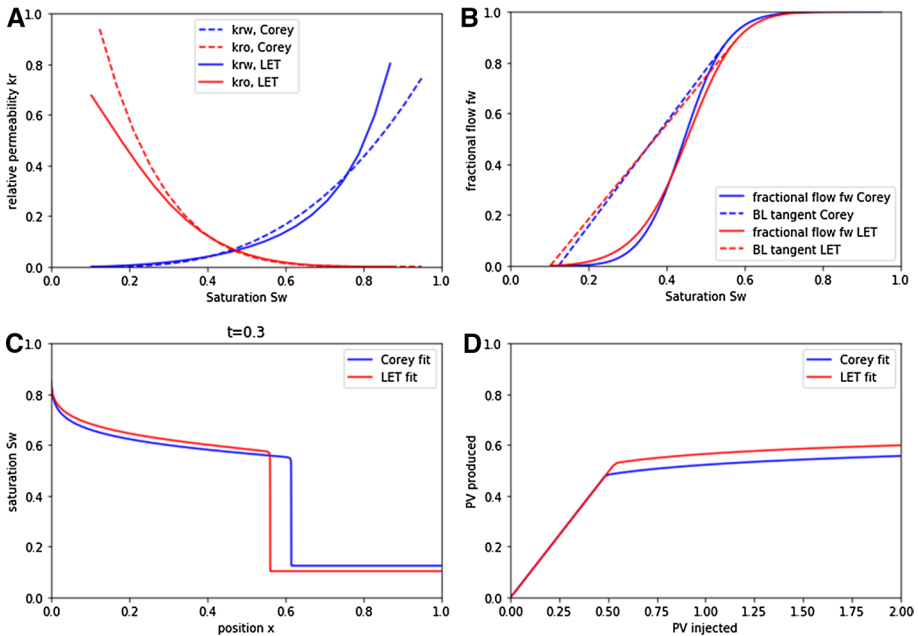 A
relative permeability kr
1.0
0.8
0.6
0.4
0.2
0.0
krw, Corey
kro, Corey
krw, LET
kro, LET
0.0 0.2 0.4 0.6 0.8 1.0
Saturation Sw
B
fractional flow fw
1.0
0.8
0.6
0.4
0.2
0.0
fractional flow fw Corey
BL tangent Corey
fractional flow fw LET
BL tangent LET
0.0 0.2 0.4 0.6 0.8 1.0
Saturation Sw
C
t=0.3
saturation Sw
1.0
0.8
0.6
0.4
0.2
0.0
Corey fit
LET fit
0.0 0.2 0.4 0.6 0.8 1.0
position x
D
PV produced
1.0
0.8
0.6
0.4
0.2
0.0
Corey fit
LET fit
0.00 0.25 0.50 0.75 1.00 1.25 1.50 1.75 2.00
PV injected